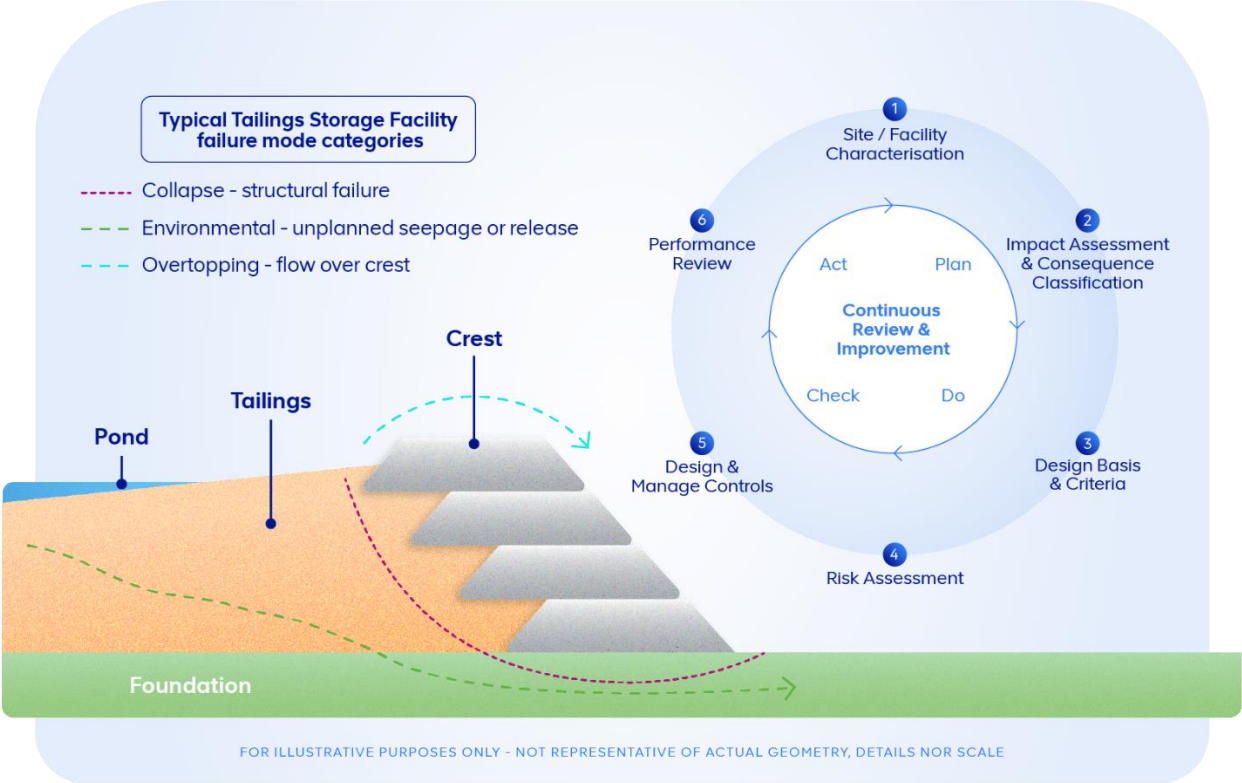 Typical Tailings Storage Facility
failure mode categories
Collapse - structural failure
Environmental - unplanned seepage or release
Overtopping - flow over crest
Crest
Tailings
Pond
Foundation
1
Site / Facility
Characterisation
2
Impact Assessment
& Consequence
Classification
3
Design Basis
& Criteria
4
Risk Assessment
5
Design &
Manage Controls
6
Performance
Review
Act
Plan
Continuous
Review &
Improvement
Check
Do
FOR ILLUSTRATIVE PURPOSES ONLY - NOT REPRESENTATIVE OF ACTUAL GEOMETRY, DETAILS NOR SCALE